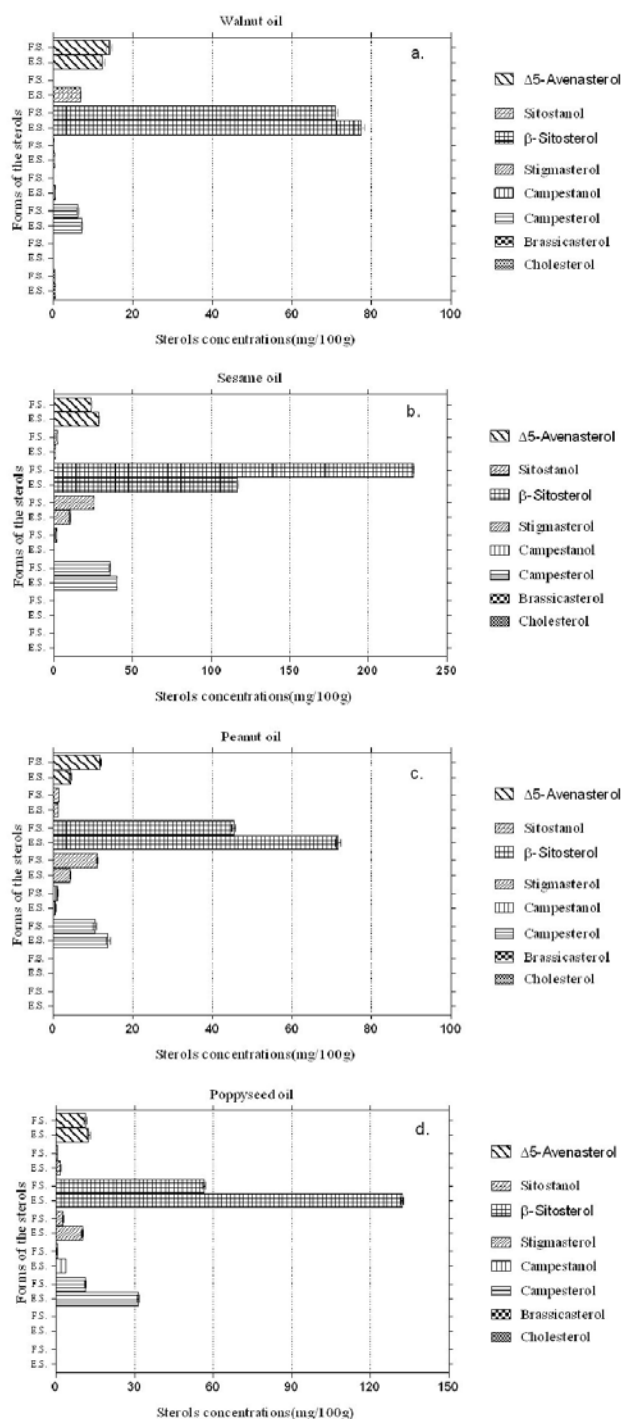 Walnut oil
a.
Forms of the sterols
F.S.
E.S.
F.S.
E.S.
F.S.
E.S.
F.S.
E.S.
F.S.
E.S.
F.S.
E.S.
F.S.
E.S.
F.S.
E.S.
0 20 40 60 80 100
Sterols concentrations(mg/100g)
Δ5-Avenasterol
Sitostanol
β-Sitosterol
Stigmasterol
Campestanol
Campesterol
Brassicasterol
Cholesterol
Sesame oil
b.
Forms of the sterols
F.S.
E.S.
F.S.
E.S.
F.S.
E.S.
F.S.
E.S.
F.S.
E.S.
F.S.
E.S.
F.S.
E.S.
F.S.
E.S.
0 50 100 150 200 250
Sterols concentrations(mg/100g)
Δ5-Avenasterol
Sitostanol
β-Sitosterol
Stigmasterol
Campestanol
Campesterol
Brassicasterol
Cholesterol
Peanut oil
c.
Forms of the sterols
F.S.
E.S.
F.S.
E.S.
F.S.
E.S.
F.S.
E.S.
F.S.
E.S.
F.S.
E.S.
F.S.
E.S.
F.S.
E.S.
0 20 40 60 80 100
Sterols concentrations(mg/100g)
Δ5-Avenasterol
Sitostanol
β-Sitosterol
Stigmasterol
Campestanol
Campesterol
Brassicasterol
Cholesterol
Poppyseed oil
d.
Forms of the sterols
F.S.
E.S.
F.S.
E.S.
F.S.
E.S.
F.S.
E.S.
F.S.
E.S.
F.S.
E.S.
F.S.
E.S.
F.S.
E.S.
0 30 60 90 120 150
Sterols concentrations(mg/100g)
Δ5-Avenasterol
Sitostanol
β-Sitosterol
Stigmasterol
Campestanol
Campesterol
Brassicasterol
Cholesterol